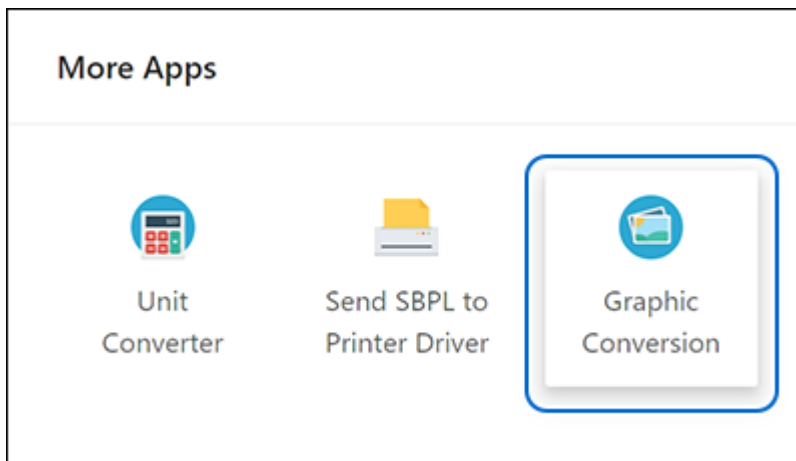 More Apps
Unit
Converter
Send SBPL to
Printer Driver
Graphic
Conversion